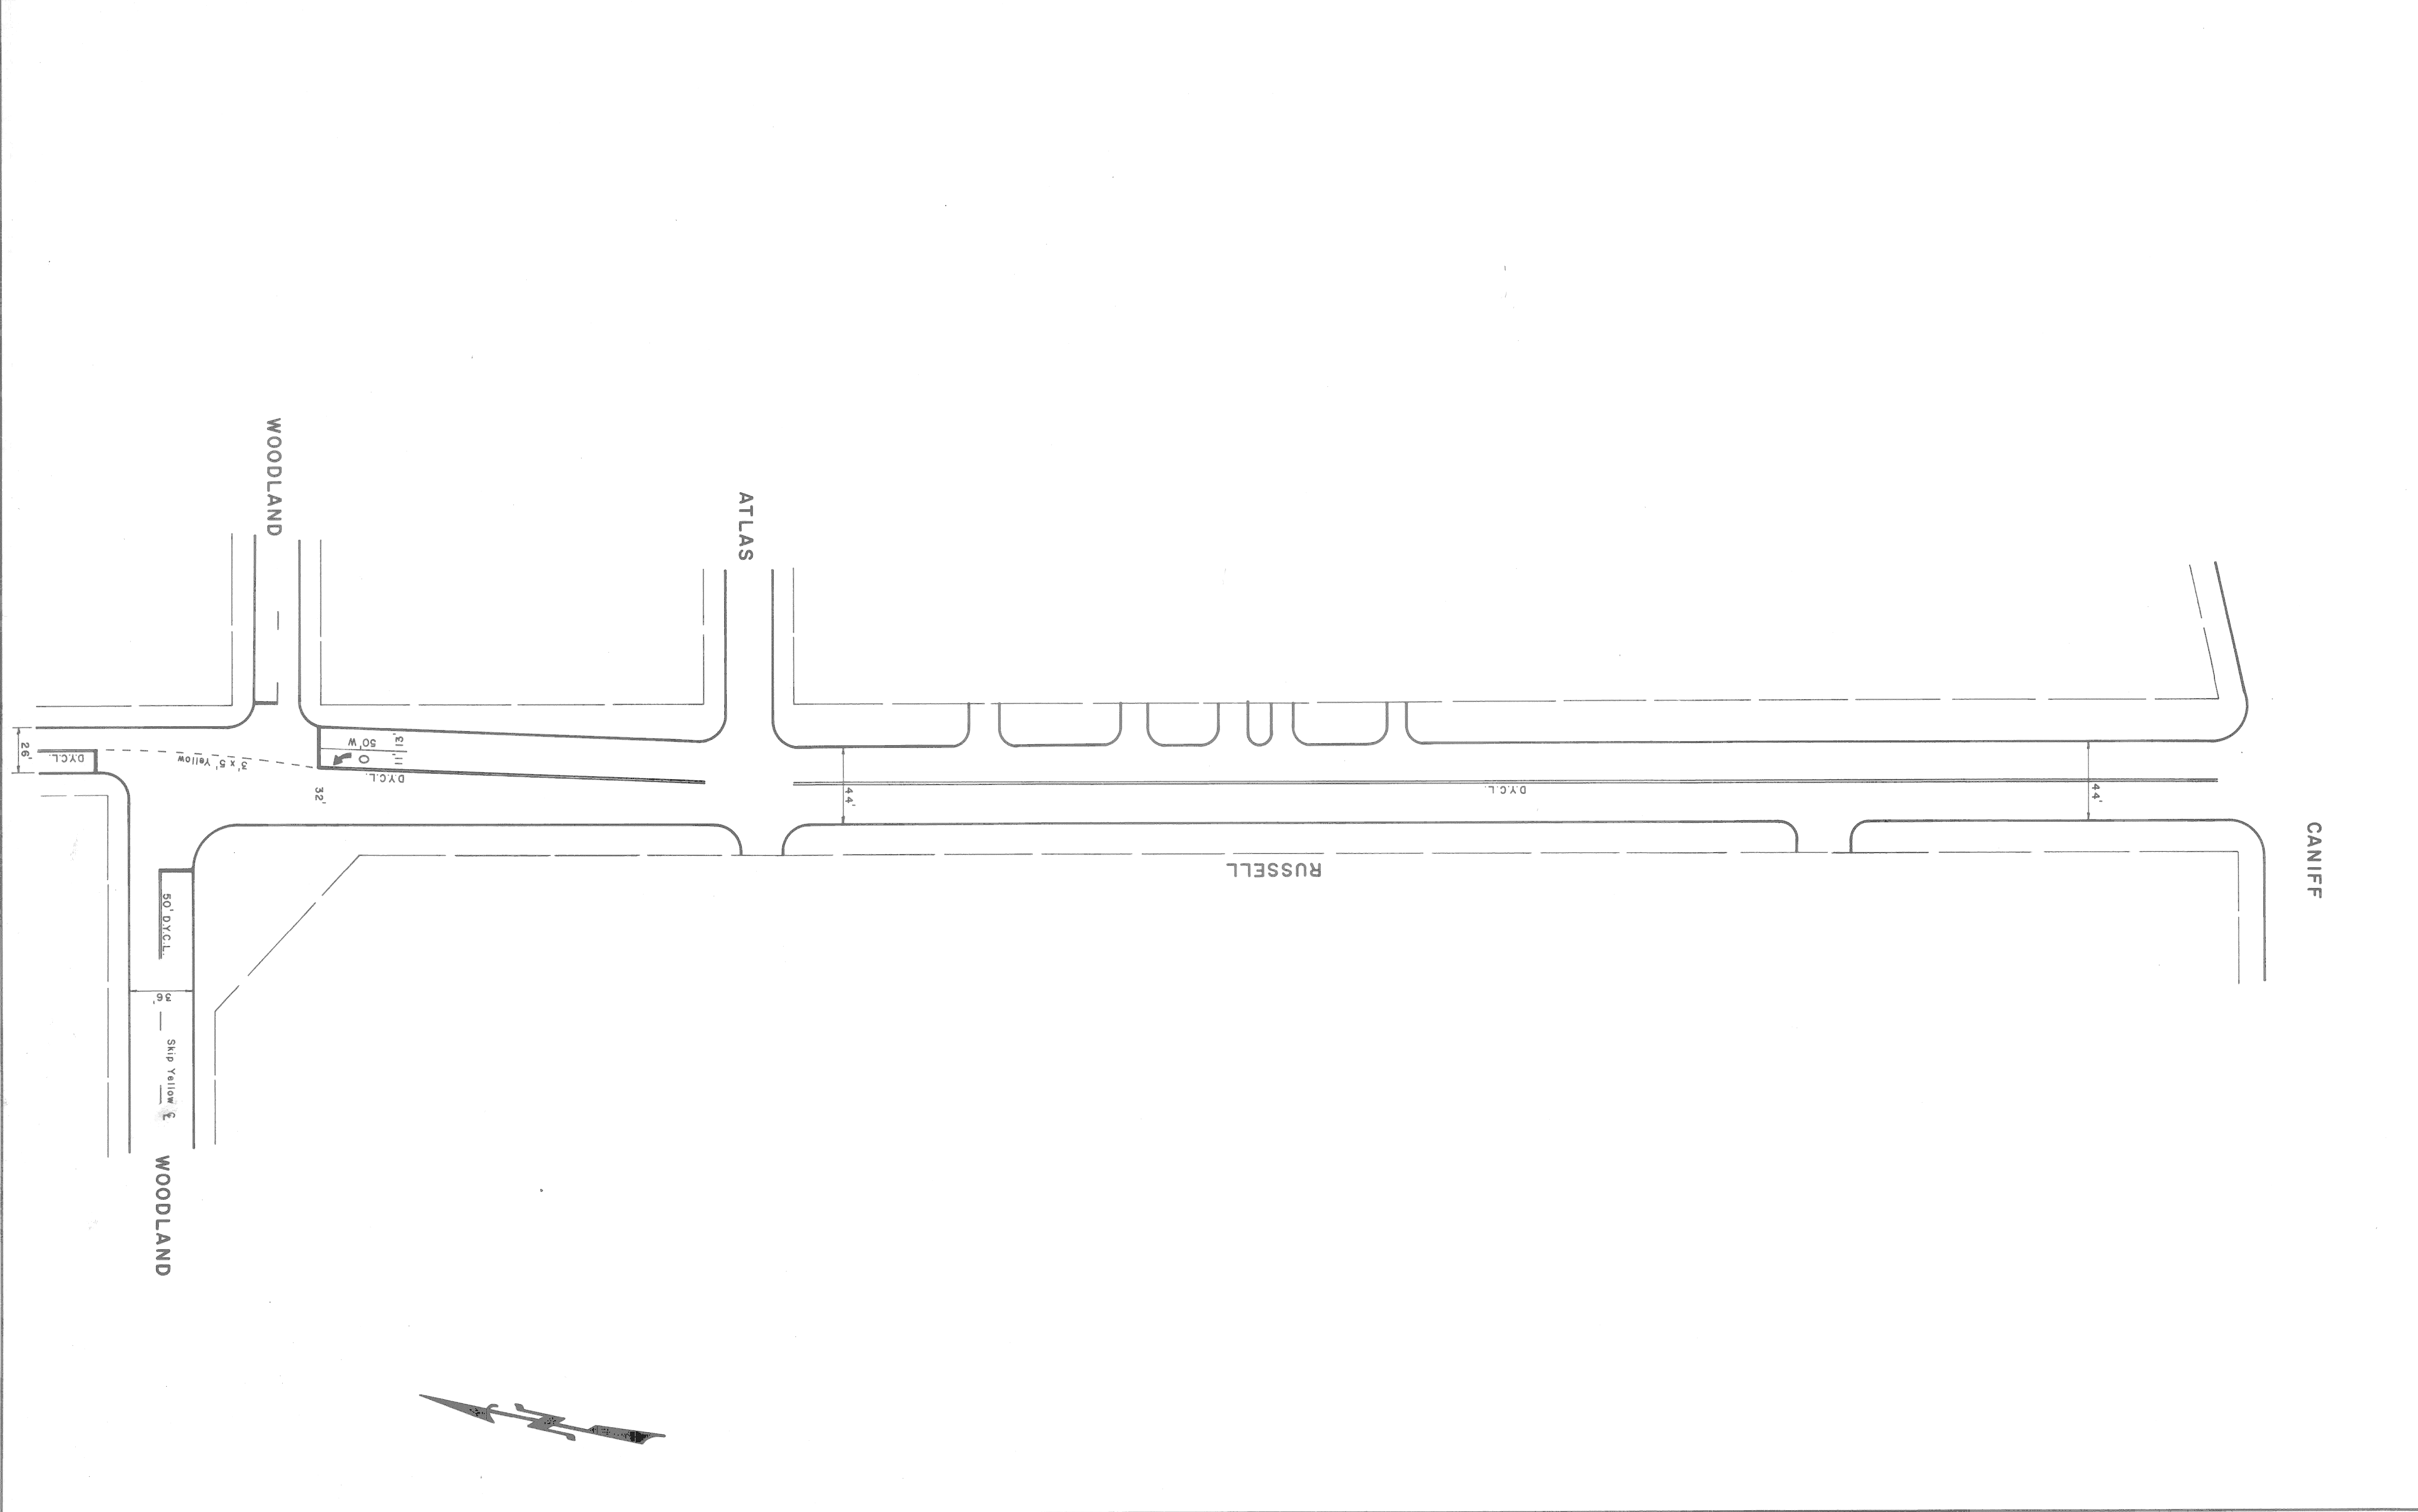 WOODLAND
ATLAS
13'
50' W
11'
O
D.Y.C.L.
26'
D.Y.C.L.
3' x 5' Yellow
32'
44'
D.Y.C.L.
44'
CANIFF
RUSSELL
50' D.Y.C.L.
36'
Skip Yellow ℄
WOODLAND
N